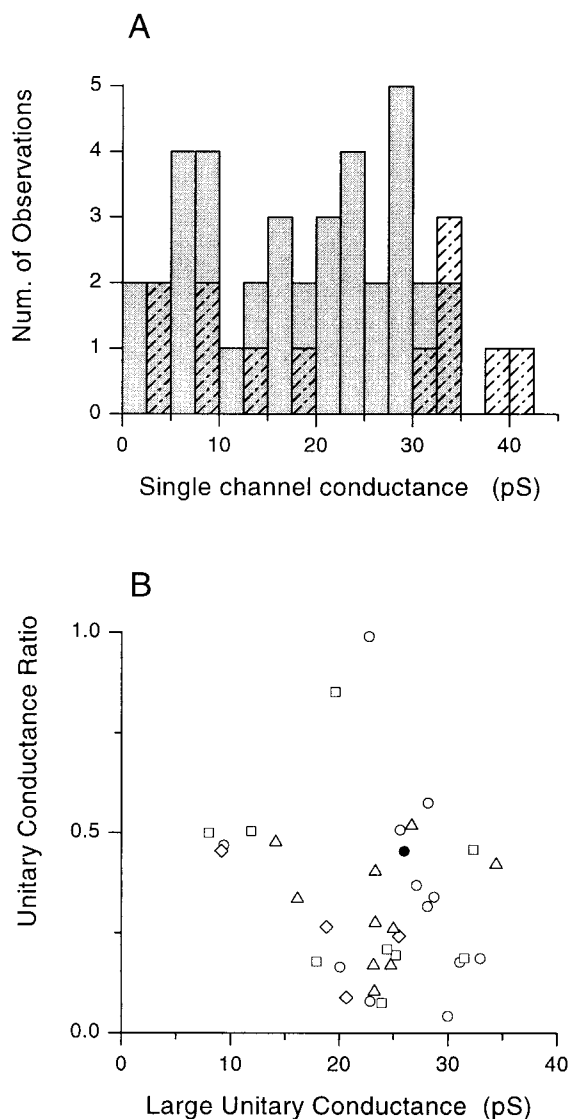 A
5
4
3
2
1
0
Num. of Observations
0 10 20 30 40
Single channel conductance (pS)
B
1.0
0.5
0.0
Unitary Conductance Ratio
0 10 20 30 40
Large Unitary Conductance (pS)